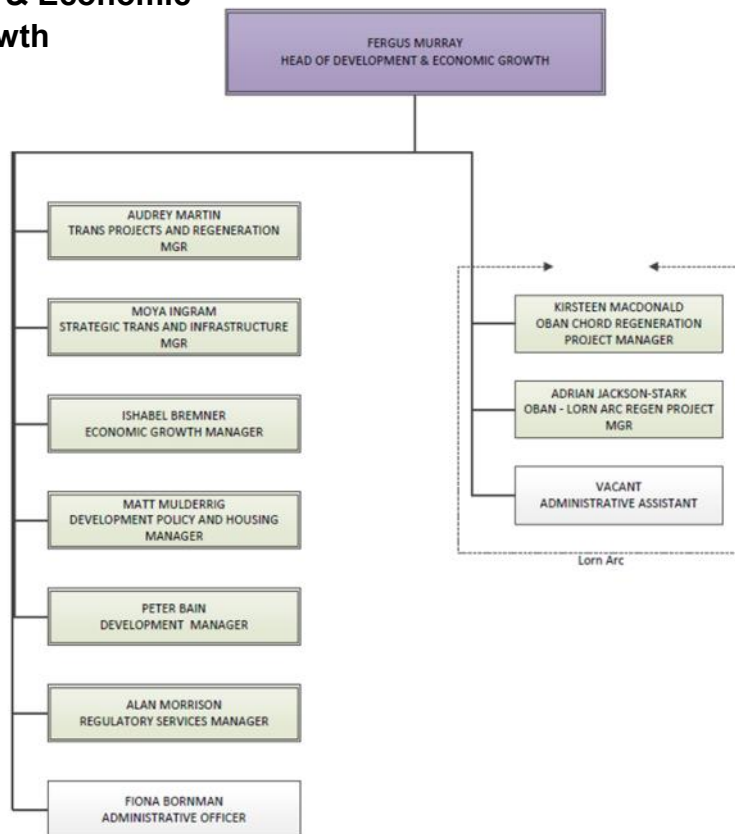 & Economic
wth
FERGUS MURRAY
HEAD OF DEVELOPMENT & ECONOMIC GROWTH
AUDREY MARTIN
TRANS PROJECTS AND REGENERATION
MGR
MOYA INGRAM
STRATEGIC TRANS AND INFRASTRUCTURE
MGR
ISHABEL BREMNER
ECONOMIC GROWTH MANAGER
MATT MULDERRIG
DEVELOPMENT POLICY AND HOUSING
MANAGER
PETER BAIN
DEVELOPMENT MANAGER
ALAN MORRISON
REGULATORY SERVICES MANAGER
FIONA BORNMAN
ADMINISTRATIVE OFFICER
KIRSTEEN MACDONALD
OBAN CHORD REGENERATION
PROJECT MANAGER
ADRIAN JACKSON-STARK
OBAN - LORN ARC REGEN PROJECT
MGR
VACANT
ADMINISTRATIVE ASSISTANT
Lorn Arc